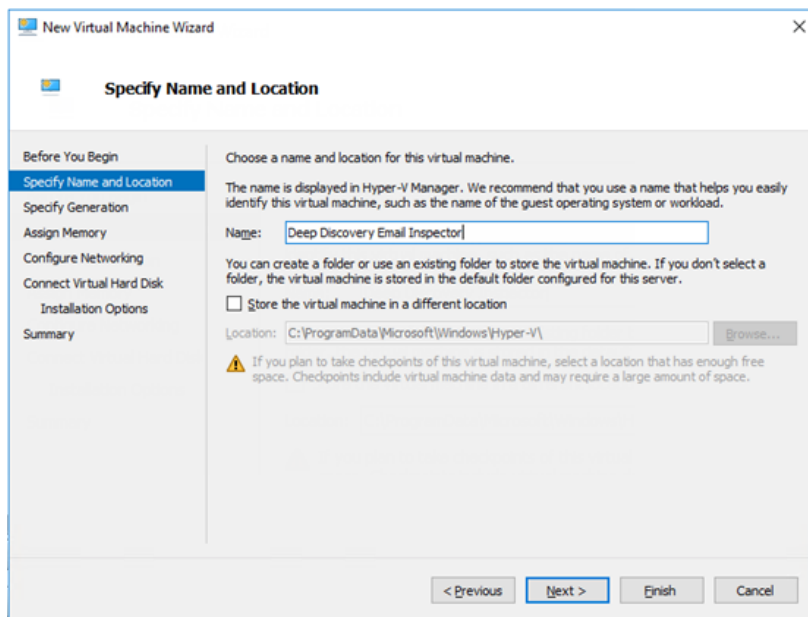 New Virtual Machine Wizard
Specify Name and Location
Before You Begin
Specify Name and Location
Specify Generation
Assign Memory
Configure Networking
Connect Virtual Hard Disk
Installation Options
Summary
Choose a name and location for this virtual machine.
The name is displayed in Hyper-V Manager. We recommend that you use a name that helps you easily
identify this virtual machine, such as the name of the guest operating system or workload.
Name: Deep Discovery Email Inspector
You can create a folder or use an existing folder to store the virtual machine. If you don't select a
folder, the virtual machine is stored in the default folder configured for this server.
Store the virtual machine in a different location
Location: C:\ProgramData\Microsoft\Windows\Hyper-V\ Browse...
If you plan to take checkpoints of this virtual machine, select a location that has enough free
space. Checkpoints include virtual machine data and may require a large amount of space.
< Previous Next > Finish Cancel